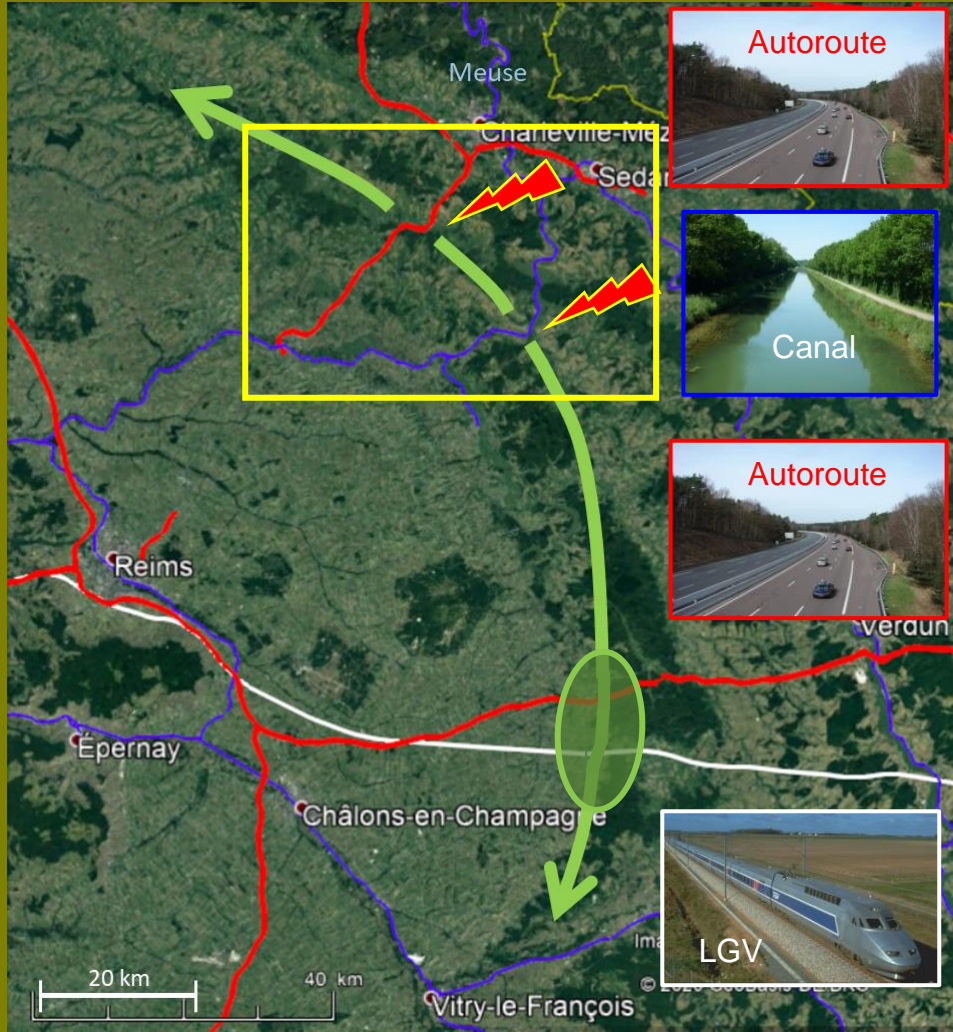 Autoroute
Meuse
Charleville-Méz
Sedan
Canal
Autoroute
Reims
Verdun
Épernay
Châlons-en-Champagne
LGV
20 km
40 km
Vitry-le-François